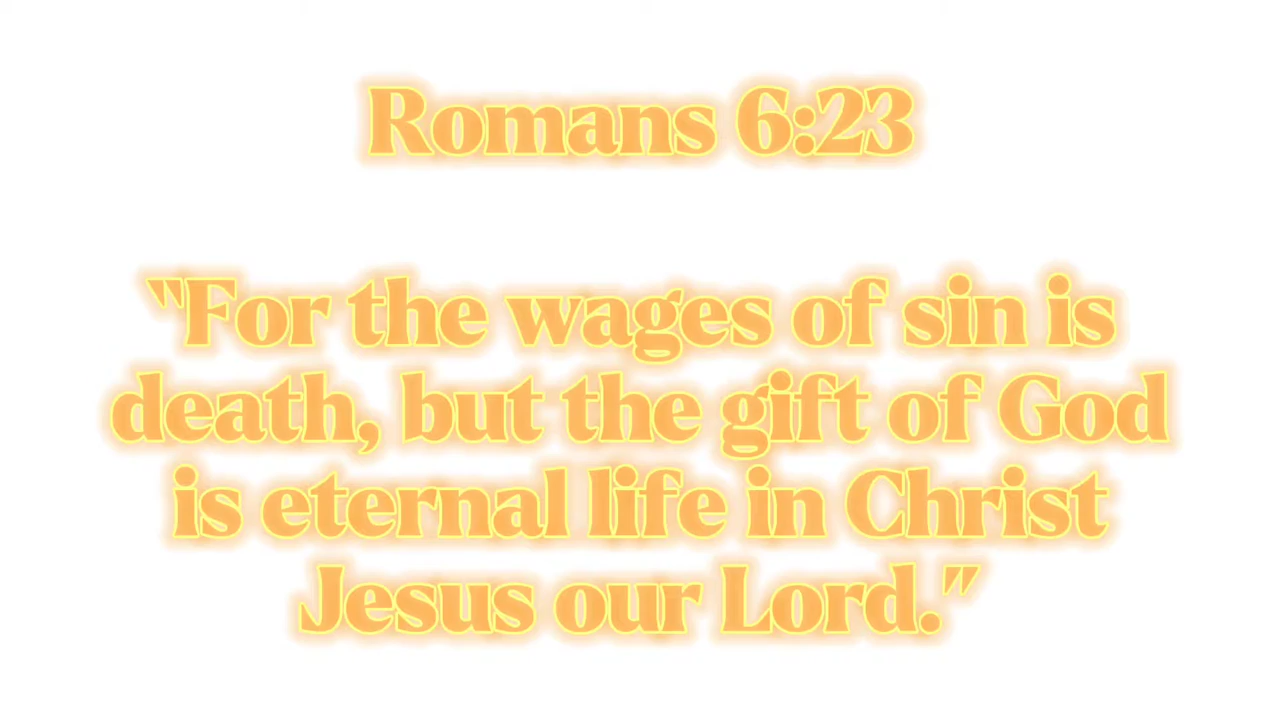 Romans 6:23
"For the wages of sin is
death, but the gift of God
is eternal life in Christ
Jesus our Lord."